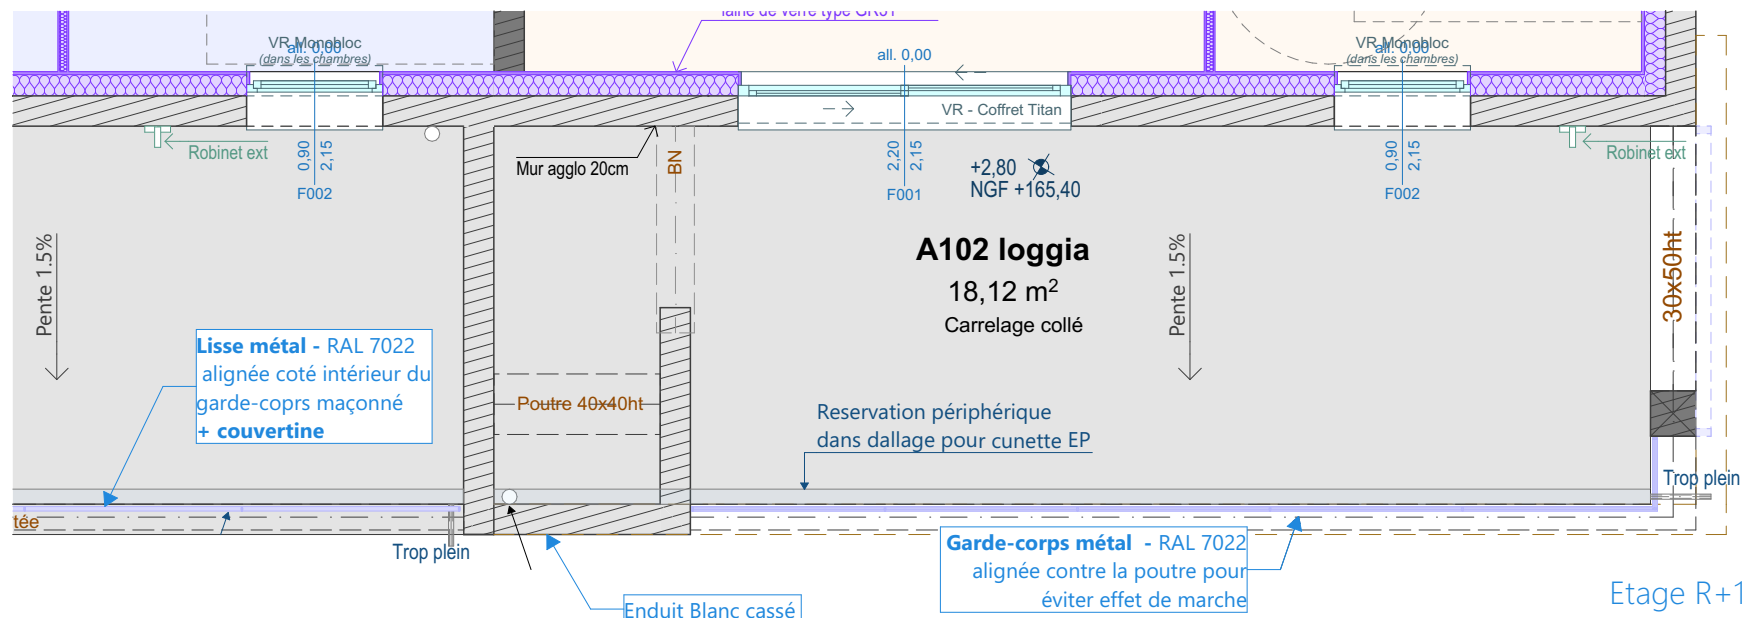 laine de verre type GR31
VR Monobloc
(dans les chambres)
all. 0,00
all. 0,00
VR Monobloc
(dans les chambres)
all. 0,00
VR - Coffret Titan
Robinet ext
0,90
2,15
F002
Mur agglo 20cm
BN
2,20
2,15
F001
+2,80
NGF +165,40
0,90
2,15
F002
Robinet ext
A102 loggia
18,12 m²
Carrelage collé
Pente 1.5%
Pente 1.5%
30x50ht
Lisse métal - RAL 7022
alignée coté intérieur du
garde-coprs maçonné
+ couvertine
Poutre 40x40ht
Reservation périphérique
dans dallage pour cunette EP
Trop plein
tée
Trop plein
Garde-corps métal - RAL 7022
alignée contre la poutre pour
éviter effet de marche
Enduit Blanc cassé
Etage R+1